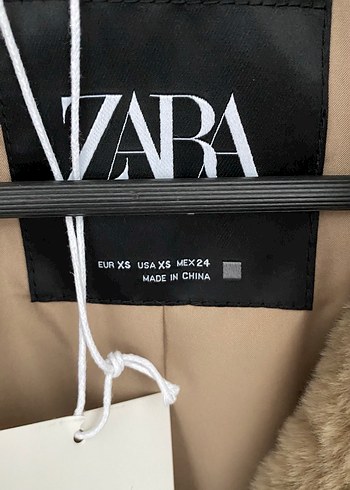 ZARA
EUR XS USA XS MEX 24
MADE IN CHINA